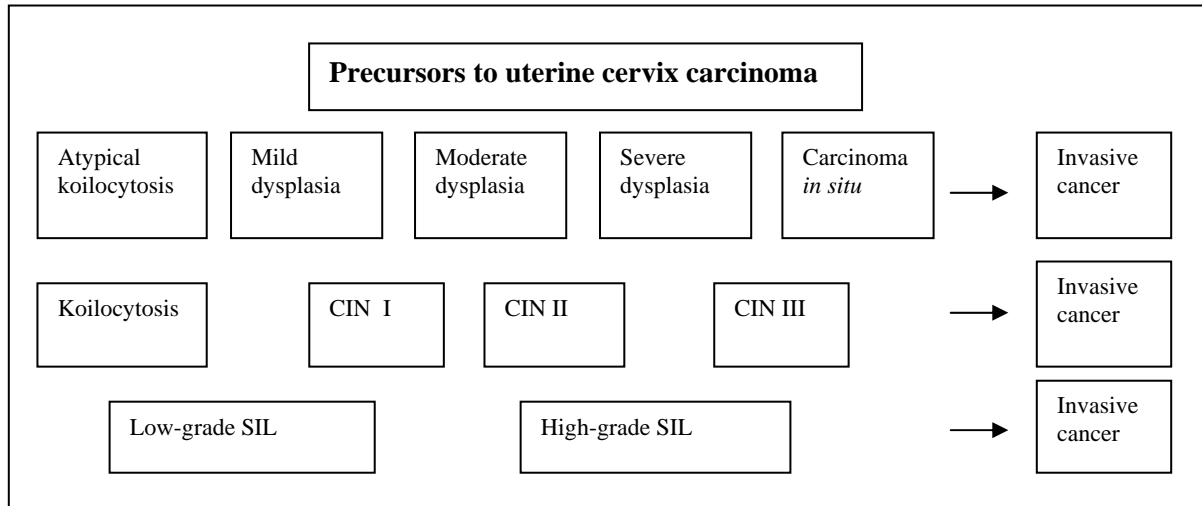 Precursors to uterine cervix carcinoma
Atypical
koilocytosis
Mild
dysplasia
Moderate
dysplasia
Severe
dysplasia
Carcinoma
in situ
Invasive
cancer
Koilocytosis
CIN I
CIN II
CIN III
Invasive
cancer
Low-grade SIL
High-grade SIL
Invasive
cancer